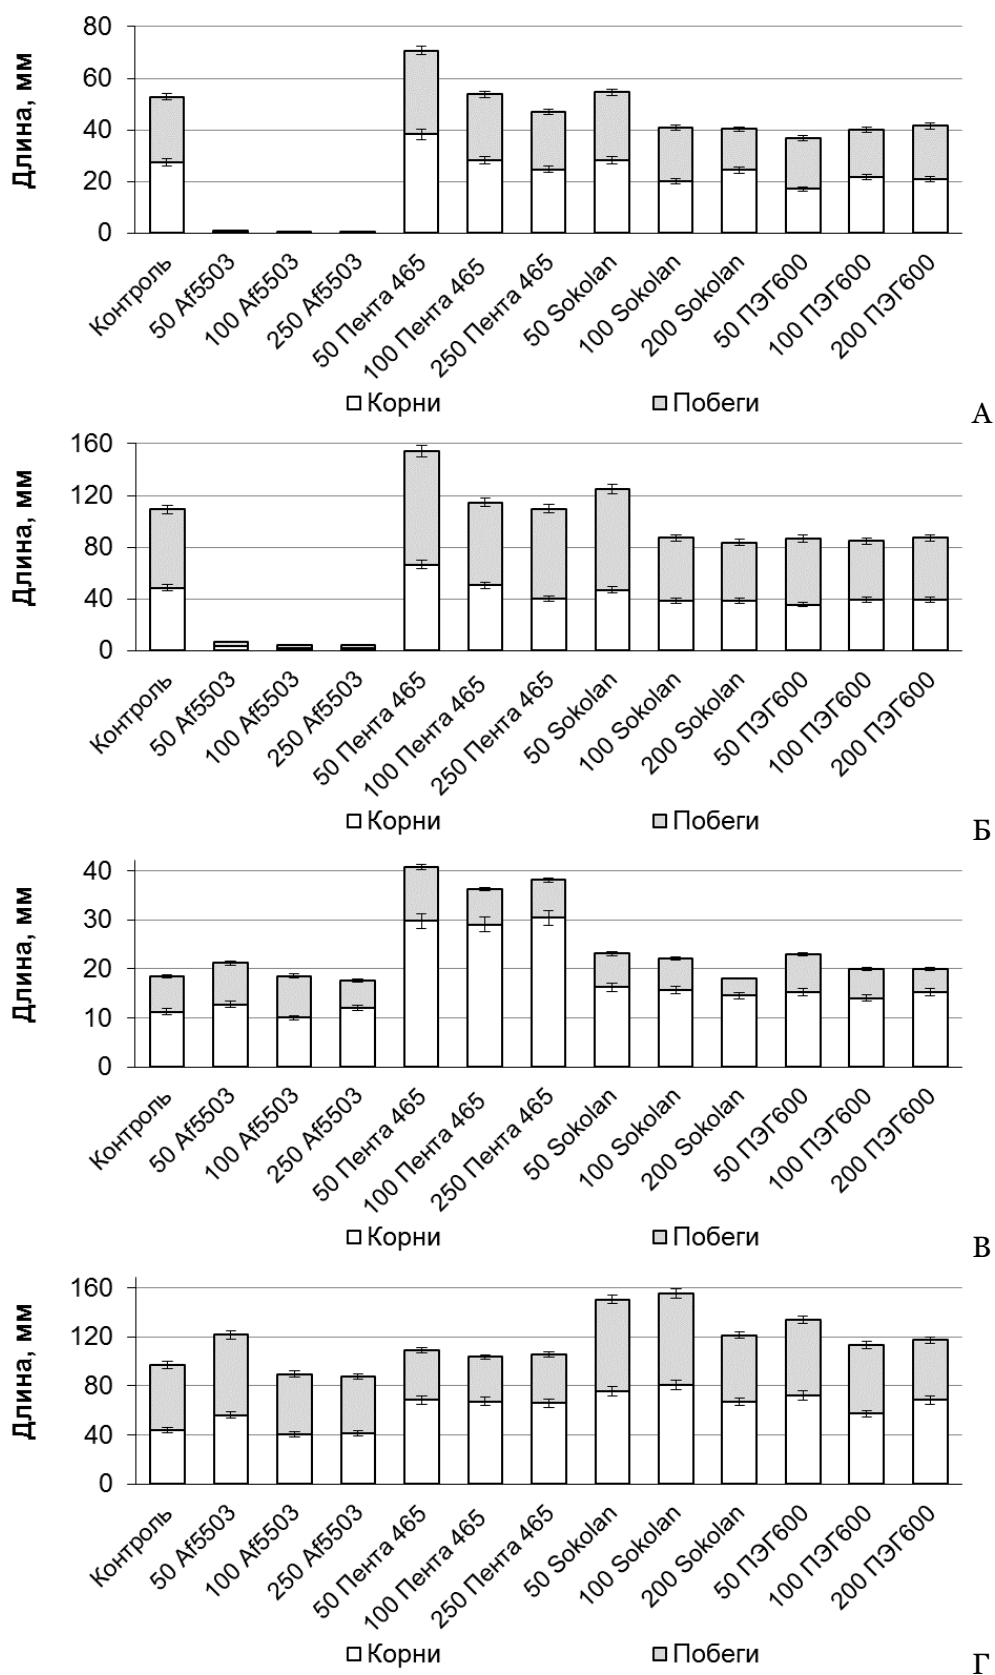 Длина, мм
80
60
40
20
0
Контроль
50 Af5503
100 Af5503
250 Af5503
50 Пента 465
100 Пента 465
250 Пента 465
50 Sokolan
100 Sokolan
200 Sokolan
50 ПЭГ600
100 ПЭГ600
200 ПЭГ600
Корни Побеги
А
Длина, мм
160
120
80
40
0
Контроль
50 Af5503
100 Af5503
250 Af5503
50 Пента 465
100 Пента 465
250 Пента 465
50 Sokolan
100 Sokolan
200 Sokolan
50 ПЭГ600
100 ПЭГ600
200 ПЭГ600
Корни Побеги
Б
Длина, мм
40
30
20
10
0
Контроль
50 Af5503
100 Af5503
250 Af5503
50 Пента 465
100 Пента 465
250 Пента 465
50 Sokolan
100 Sokolan
200 Sokolan
50 ПЭГ600
100 ПЭГ600
200 ПЭГ600
Корни Побеги
В
Длина, мм
160
120
80
40
0
Контроль
50 Af5503
100 Af5503
250 Af5503
50 Пента 465
100 Пента 465
250 Пента 465
50 Sokolan
100 Sokolan
200 Sokolan
50 ПЭГ600
100 ПЭГ600
200 ПЭГ600
Корни Побеги
Г